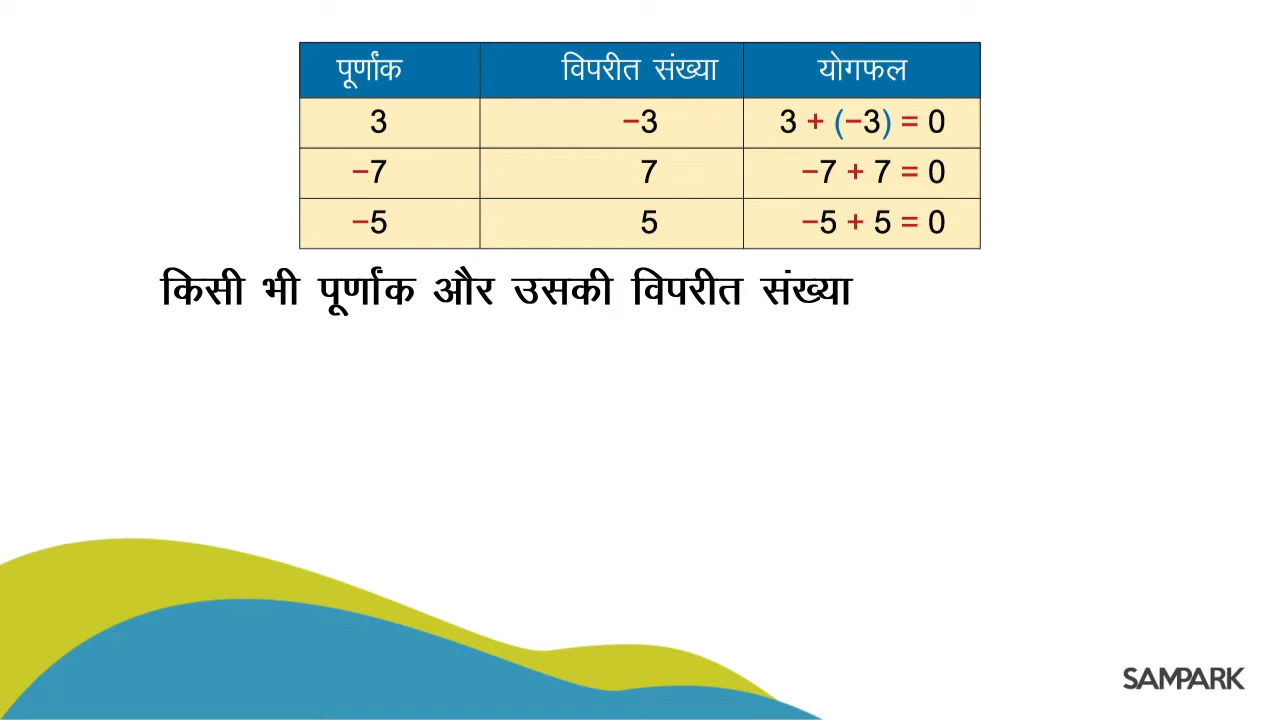 पूर्णांक विपरीत संख्या योगफल
3 −3 3 + (−3) = 0
−7 7 −7 + 7 = 0
−5 5 −5 + 5 = 0
किसी भी पूर्णांक और उसकी विपरीत संख्या
SAMPARK